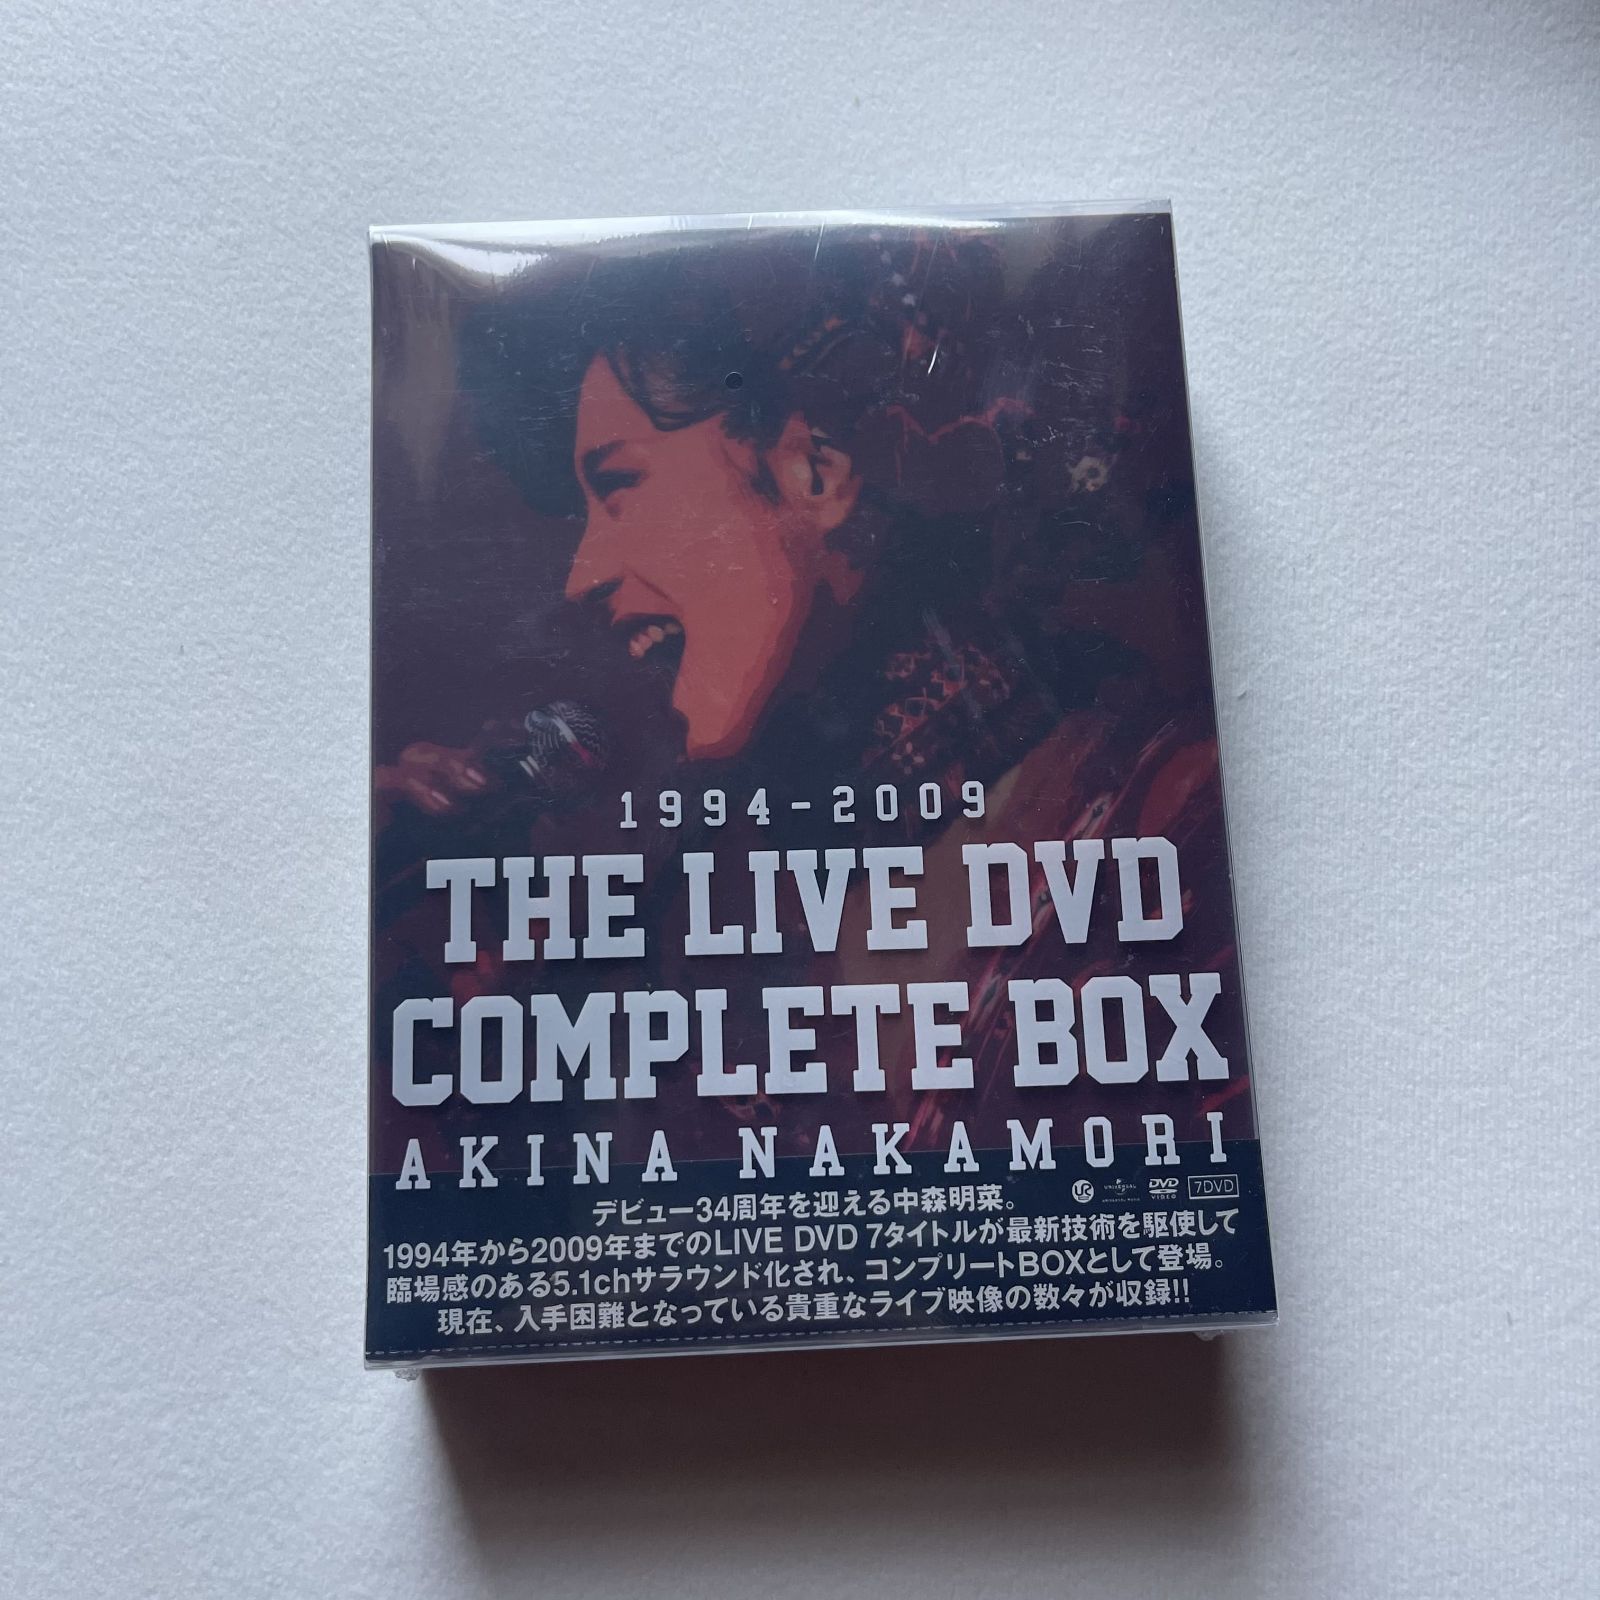 1994-2009
THE LIVE DVD
COMPLETE BOX
AKINA NAKAMORI
デビュー34周年を迎える中森明菜。
UNIVERSAL
DVD
VIDEO
7DVD
1994年から2009年までのLIVE DVD 7タイトルが最新技術を駆使して
臨場感のある5.1chサラウンド化され、コンプリートBOXとして登場。
現在、入手困難となっている貴重なライブ映像の数々が収録!!